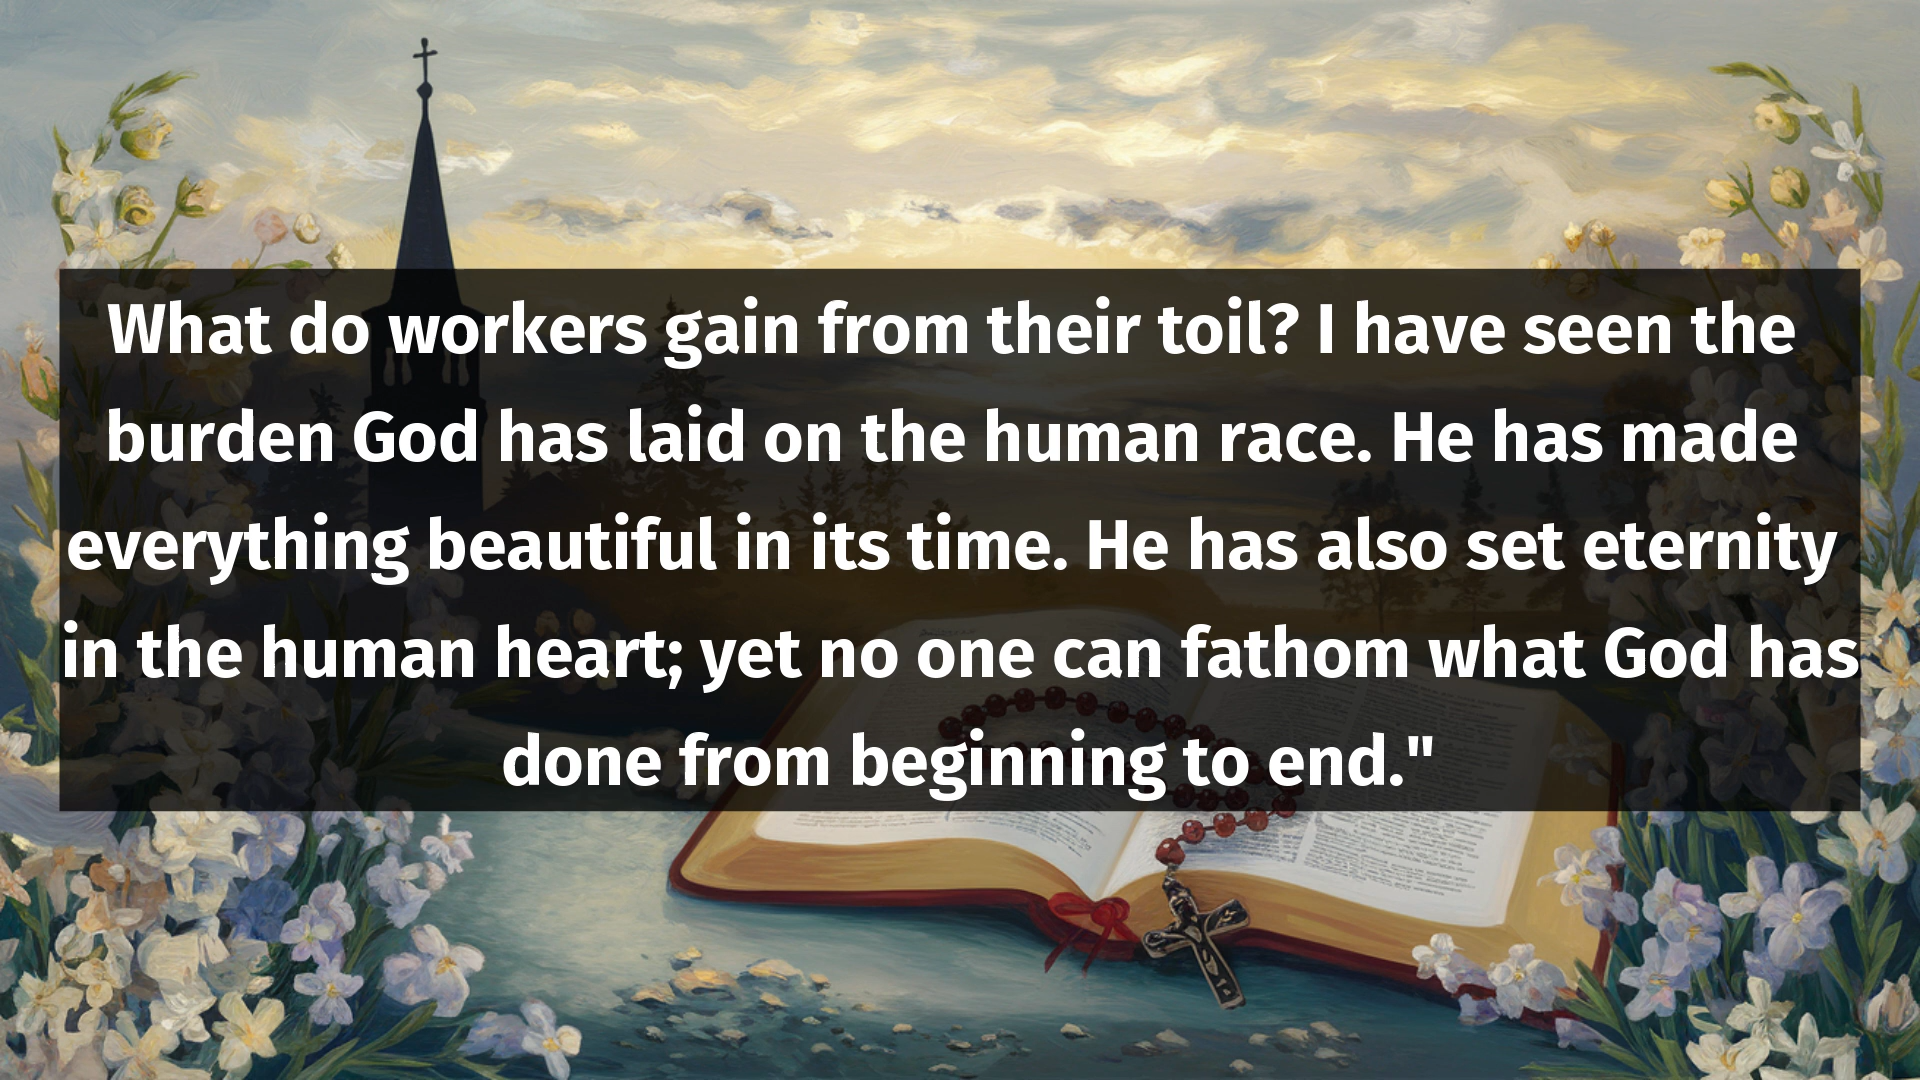 What do workers gain from their toil? I have seen the
burden God has laid on the human race. He has made
everything beautiful in its time. He has also set eternity
in the human heart; yet no one can fathom what God has
done from beginning to end."